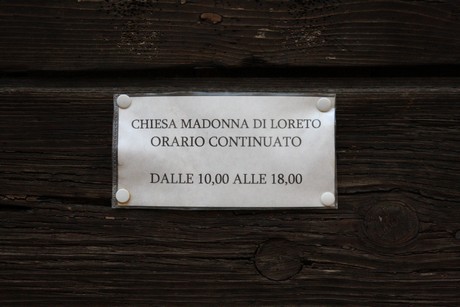 CHIESA MADONNA DI LORETO
ORARIO CONTINUATO
DALLE 10,00 ALLE 18,00